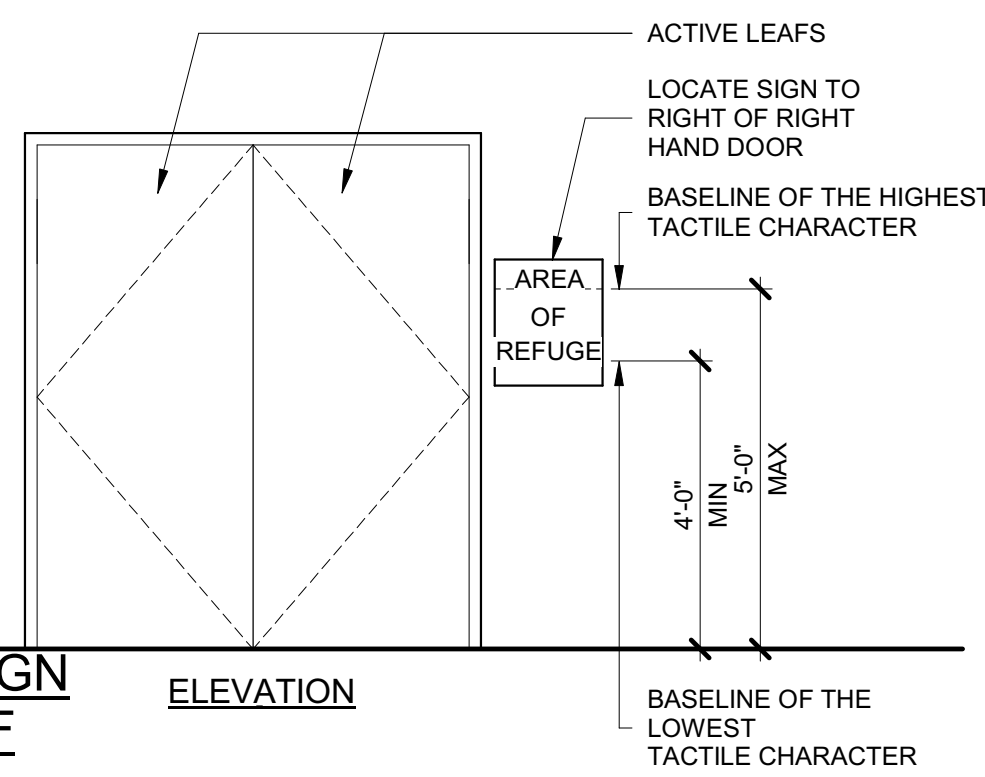 ACTIVE LEAFS
LOCATE SIGN TO
RIGHT OF RIGHT
HAND DOOR
BASELINE OF THE HIGHEST
TACTILE CHARACTER
AREA
OF
REFUGE
4'-0"
MIN
5'-0"
MAX
GN
ELEVATION
BASELINE OF THE
LOWEST
TACTILE CHARACTER